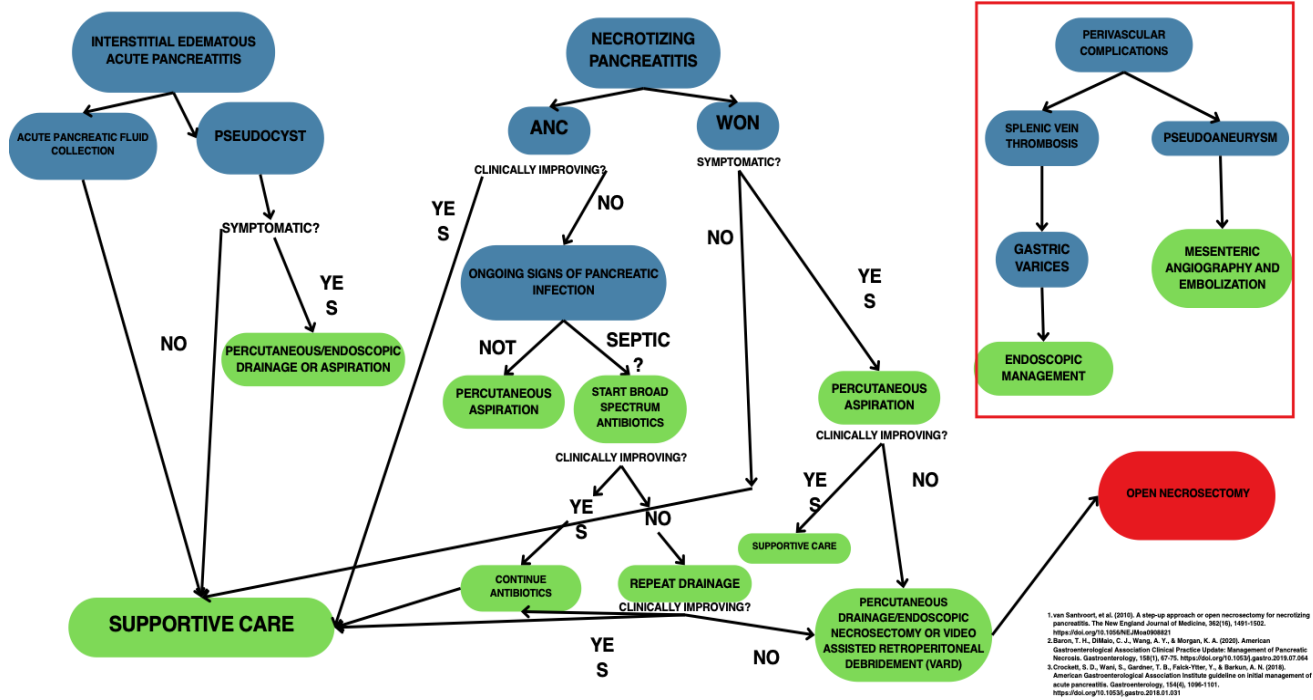 INTERSTITIAL EDEMATOUS
ACUTE PANCREATITIS
ACUTE PANCREATIC FLUID
COLLECTION
PSEUDOCYST
SYMPTOMATIC?
NO
YE
S
PERCUTANEOUS/ENDOSCOPIC
DRAINAGE OR ASPIRATION
SUPPORTIVE CARE
NECROTIZING
PANCREATITIS
ANC
WON
CLINICALLY IMPROVING?
YE
S
NO
ONGOING SIGNS OF PANCREATIC
INFECTION
NOT
SEPTIC
?
PERCUTANEOUS
ASPIRATION
START BROAD
SPECTRUM
ANTIBIOTICS
CLINICALLY IMPROVING?
YE
S
NO
CONTINUE
ANTIBIOTICS
REPEAT DRAINAGE
CLINICALLY IMPROVING?
YE
S
NO
SYMPTOMATIC?
NO
YE
S
PERCUTANEOUS
ASPIRATION
CLINICALLY IMPROVING?
YE
S
NO
SUPPORTIVE CARE
PERCUTANEOUS
DRAINAGE/ENDOSCOPIC
NECROSECTOMY OR VIDEO
ASSISTED RETROPERITONEAL
DEBRIDEMENT (VARD)
OPEN NECROSECTOMY
PERIVASCULAR
COMPLICATIONS
SPLENIC VEIN
THROMBOSIS
PSEUDOANEURYSM
GASTRIC
VARICES
MESENTERIC
ANGIOGRAPHY AND
EMBOLIZATION
ENDOSCOPIC
MANAGEMENT
1. van Santvoort, et al. (2010). A step-up approach or open necrosectomy for necrotizing
pancreatitis. The New England Journal of Medicine, 362(16), 1491-1502.
https://doi.org/10.1056/NEJMoa0908821
2. Baron, T. H., DiMaio, C. J., Wang, A. Y., & Morgan, K. A. (2020). American
Gastroenterological Association Clinical Practice Update: Management of Pancreatic
Necrosis. Gastroenterology, 158(1), 67-75. https://doi.org/10.1053/j.gastro.2019.07.064
3. Crockett, S. D., Wani, S., Gardner, T. B., Falck-Ytter, Y., & Barkun, A. N. (2018).
American Gastroenterological Association Institute guideline on initial management of
acute pancreatitis. Gastroenterology, 154(4), 1096-1101.
https://doi.org/10.1053/j.gastro.2018.01.031